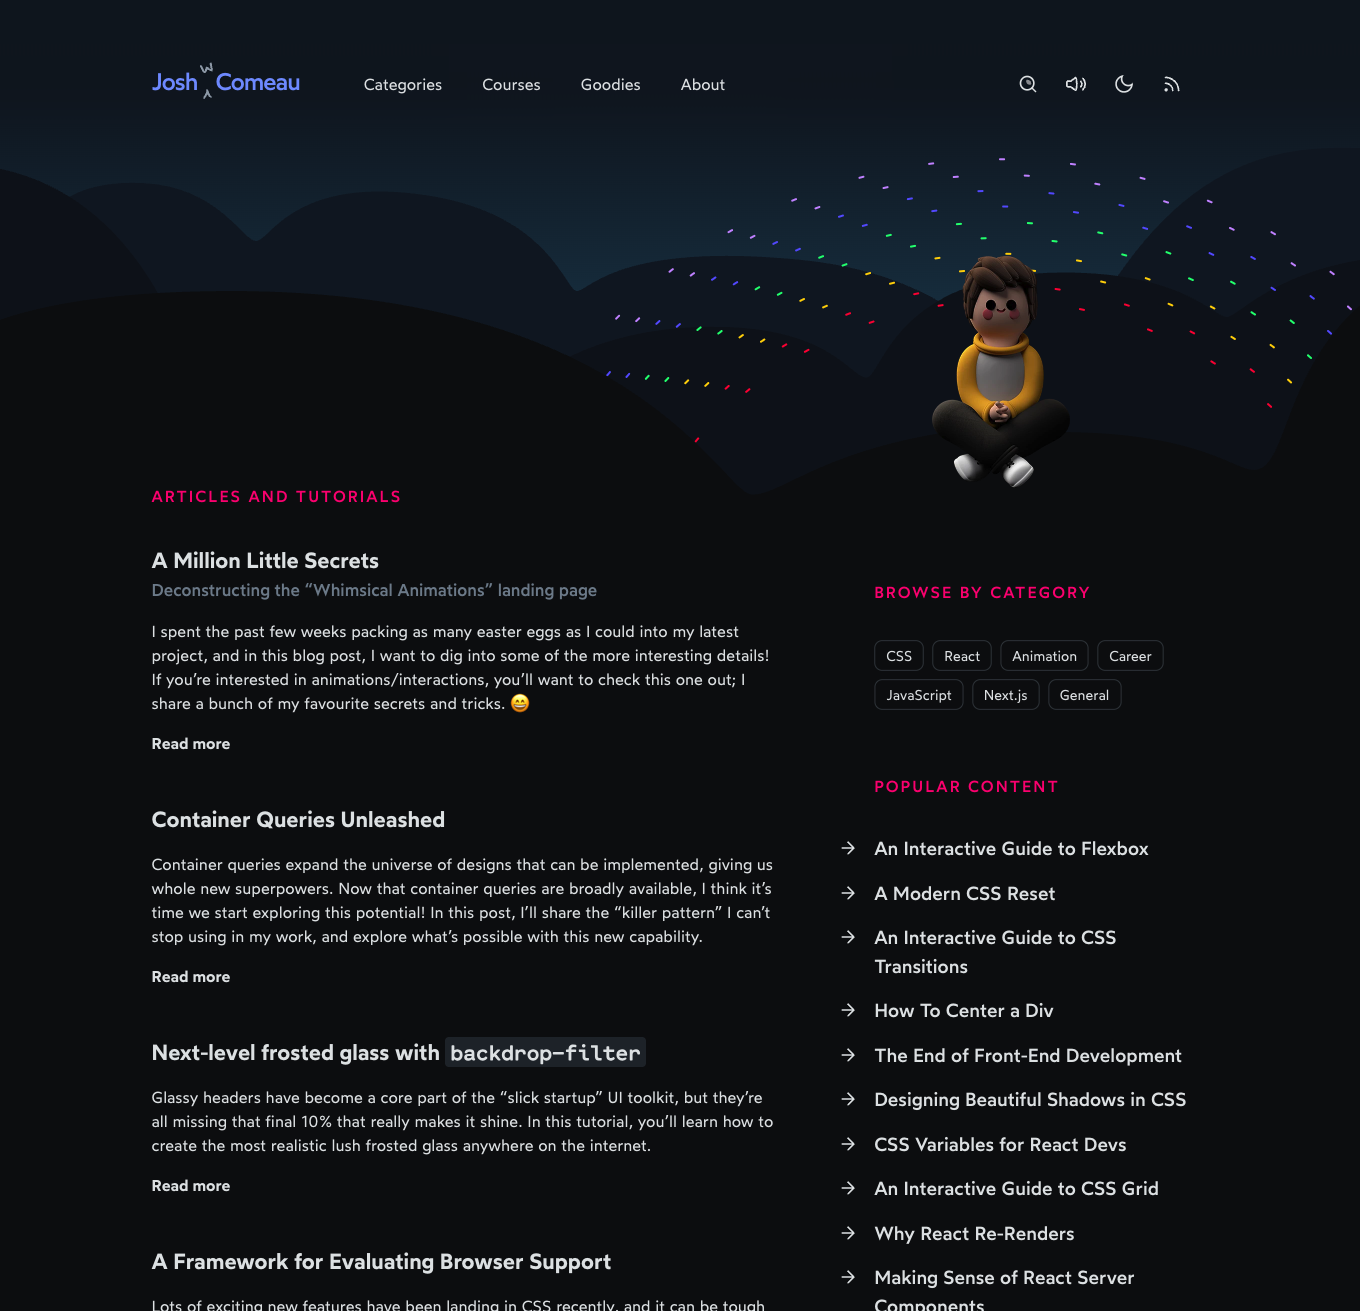 Josh W Comeau
Categories
Courses
Goodies
About
ARTICLES AND TUTORIALS
A Million Little Secrets
Deconstructing the “Whimsical Animations” landing page
I spent the past few weeks packing as many easter eggs as I could into my latest
project, and in this blog post, I want to dig into some of the more interesting details!
If you’re interested in animations/interactions, you’ll want to check this one out; I
share a bunch of my favourite secrets and tricks. 😄
Read more
Container Queries Unleashed
Container queries expand the universe of designs that can be implemented, giving us
whole new superpowers. Now that container queries are broadly available, I think it’s
time we start exploring this potential! In this post, I’ll share the “killer pattern” I can’t
stop using in my work, and explore what’s possible with this new capability.
Read more
Next-level frosted glass with backdrop-filter
Glassy headers have become a core part of the “slick startup” UI toolkit, but they’re
all missing that final 10% that really makes it shine. In this tutorial, you’ll learn how to
create the most realistic lush frosted glass anywhere on the internet.
Read more
A Framework for Evaluating Browser Support
Lots of exciting new features have been landing in CSS recently, and it can be tough
BROWSE BY CATEGORY
CSS
React
Animation
Career
JavaScript
Next.js
General
POPULAR CONTENT
An Interactive Guide to Flexbox
A Modern CSS Reset
An Interactive Guide to CSS
Transitions
How To Center a Div
The End of Front-End Development
Designing Beautiful Shadows in CSS
CSS Variables for React Devs
An Interactive Guide to CSS Grid
Why React Re-Renders
Making Sense of React Server
Components